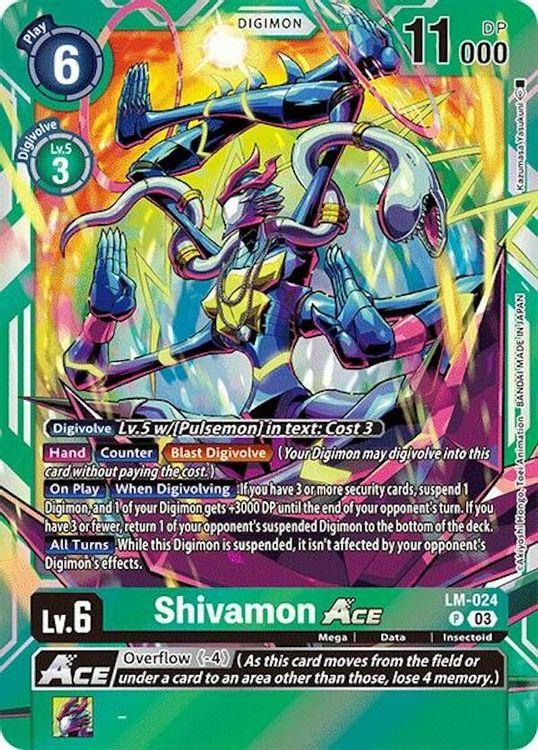 Play
6
DIGIMON
11000
DP
Digivolve
Lv.5
3
Kazumasa Yasukuni
©Akiyoshi Hongo, Toei Animation BANDAI MADE IN JAPAN
Digivolve Lv.5 w/[Pulsemon] in text: Cost 3
Hand Counter Blast Digivolve (Your Digimon may digivolve into this
card without paying the cost.)
On Play When Digivolving If you have 3 or more security cards, suspend 1
Digimon, and 1 of your Digimon gets +3000 DP until the end of your opponent's turn. If you
have 3 or fewer, return 1 of your opponent's suspended Digimon to the bottom of the deck.
All Turns While this Digimon is suspended, it isn't affected by your opponent's
Digimon's effects.
Lv.6
Shivamon ACE
LM-024
P 03
Mega | Data | Insectoid
ACE Overflow《-4》 (As this card moves from the field or
under a card to an area other than those, lose 4 memory.)
-